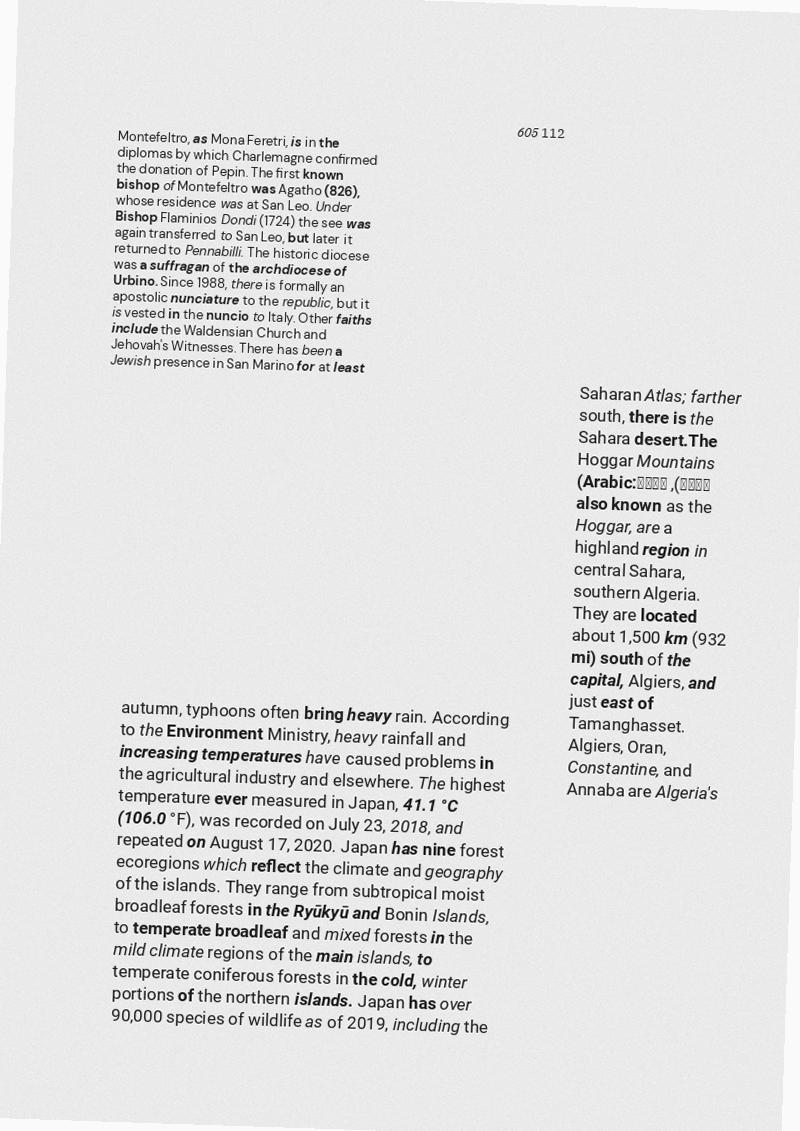 Montefeltro, as Mona Feretri, is in the
diplomas by which Charlemagne confirmed
the donation of Pepin. The first known
bishop of Montefeltro was Agatho (826),
whose residence was at San Leo. Under
Bishop Flaminios Dondi (1724) the see was
again transferred to San Leo, but later it
returned to Pennabilli. The historic diocese
was a suffragan of the archdiocese of
Urbino. Since 1988, there is formally an
apostolic nunciature to the republic, but it
is vested in the nuncio to Italy. Other faiths
include the Waldensian Church and
Jehovah's Witnesses. There has been a
Jewish presence in San Marino for at least
605 112
Saharan Atlas; farther
south, there is the
Sahara desert.The
Hoggar Mountains
(Arabic: ,(
also known as the
Hoggar, are a
highland region in
central Sahara,
southern Algeria.
They are located
about 1,500 km (932
mi) south of the
capital, Algiers, and
just east of
Tamanghasset.
Algiers, Oran,
Constantine, and
Annaba are Algeria's
autumn, typhoons often bring heavy rain. According
to the Environment Ministry, heavy rainfall and
increasing temperatures have caused problems in
the agricultural industry and elsewhere. The highest
temperature ever measured in Japan, 41.1 °C
(106.0 °F), was recorded on July 23, 2018, and
repeated on August 17, 2020. Japan has nine forest
ecoregions which reflect the climate and geography
of the islands. They range from subtropical moist
broadleaf forests in the Ryūkyū and Bonin Islands,
to temperate broadleaf and mixed forests in the
mild climate regions of the main islands, to
temperate coniferous forests in the cold, winter
portions of the northern islands. Japan has over
90,000 species of wildlife as of 2019, including the